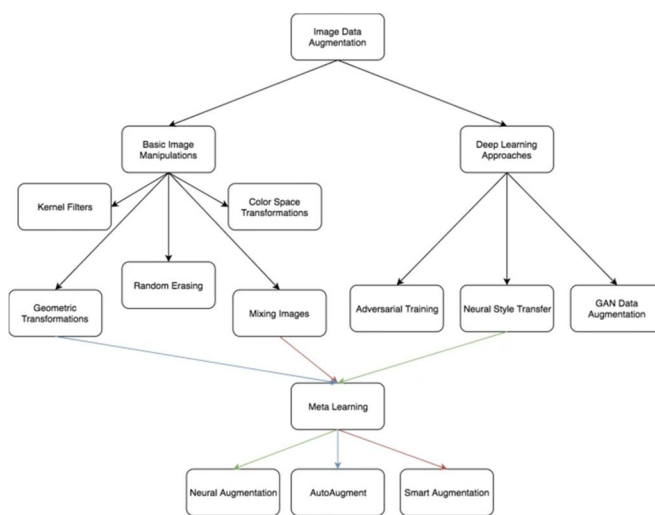 Image Data
Augmentation
Basic Image
Manipulations
Deep Learning
Approaches
Kernel Filters
Color Space
Transformations
Geometric
Transformations
Random Erasing
Mixing Images
Adversarial Training
Neural Style Transfer
GAN Data
Augmentation
Meta Learning
Neural Augmentation
AutoAugment
Smart Augmentation